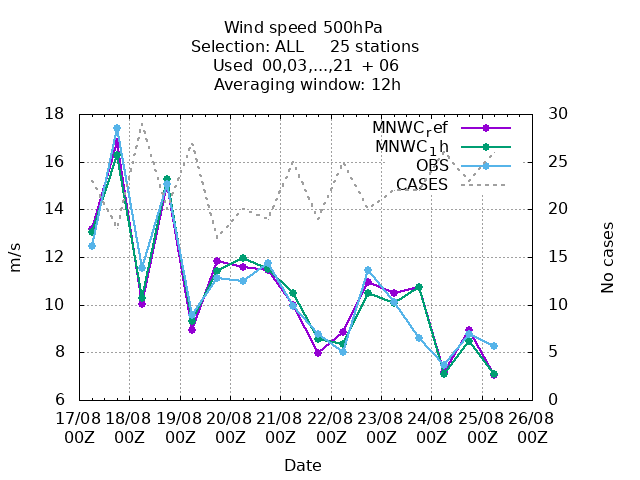 Wind speed 500hPa
Selection: ALL     25 stations
Used 00,03,...,21 + 06
Averaging window: 12h
18
16
14
12
10
8
6
30
25
20
15
10
5
0
m/s
No cases
MNWC_ref
MNWC_1h
OBS
CASES
17/08 18/08 19/08 20/08 21/08 22/08 23/08 24/08 25/08 26/08
00Z 00Z 00Z 00Z 00Z 00Z 00Z 00Z 00Z 00Z
Date